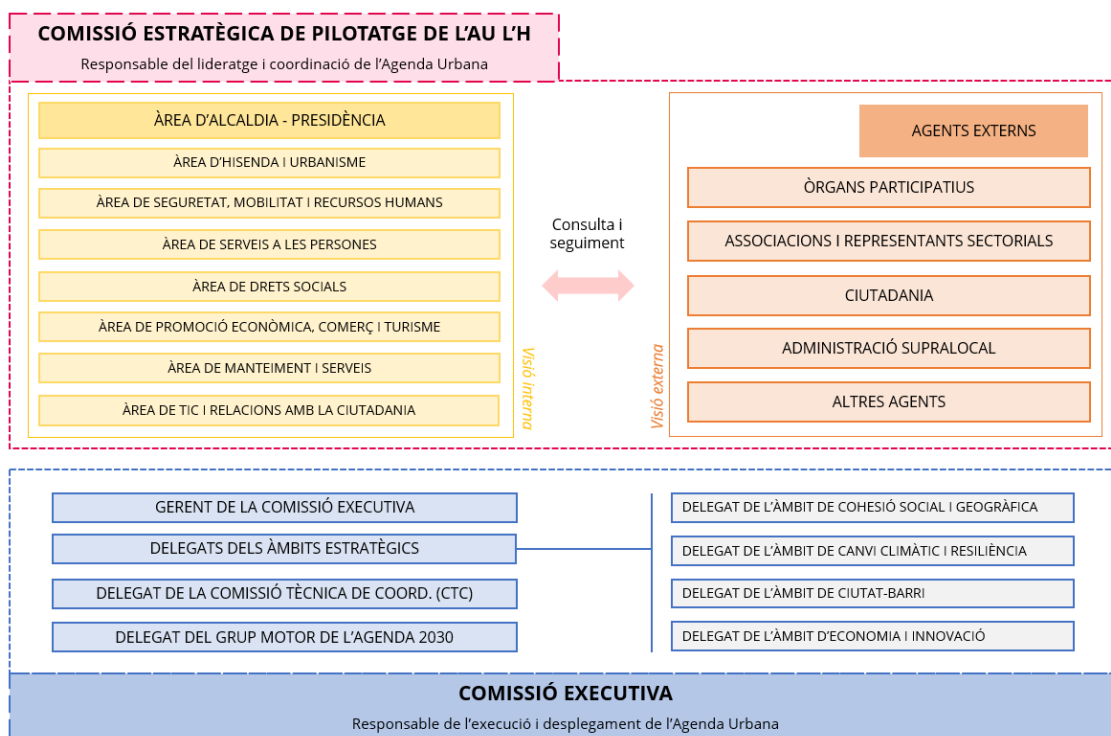 COMISSIÓ ESTRATÈGICA DE PILOTATGE DE L'AU L'H
Responsable del lideratge i coordinació de l'Agenda Urbana
ÀREA D'ALCALDIA - PRESIDÈNCIA
ÀREA D'HISENDA I URBANISME
ÀREA DE SEGURETAT, MOBILITAT I RECURSOS HUMANS
ÀREA DE SERVEIS A LES PERSONES
ÀREA DE DRETS SOCIALS
ÀREA DE PROMOCIÓ ECONÒMICA, COMERÇ I TURISME
ÀREA DE MANTEIMENT I SERVEIS
ÀREA DE TIC I RELACIONS AMB LA CIUTADANIA
Visió interna
Consulta i
seguiment
Visió externa
AGENTS EXTERNS
ÒRGANS PARTICIPATIUS
ASSOCIACIONS I REPRESENTANTS SECTORIALS
CIUTADANIA
ADMINISTRACIÓ SUPRALOCAL
ALTRES AGENTS
GERENT DE LA COMISSIÓ EXECUTIVA
DELEGATS DELS ÀMBITS ESTRATÈGICS
DELEGAT DE LA COMISSIÓ TÈCNICA DE COORD. (CTC)
DELEGAT DEL GRUP MOTOR DE L'AGENDA 2030
DELEGAT DE L'ÀMBIT DE COHESIÓ SOCIAL I GEOGRÀFICA
DELEGAT DE L'ÀMBIT DE CANVI CLIMÀTIC I RESILIÈNCIA
DELEGAT DE L'ÀMBIT DE CIUTAT-BARRI
DELEGAT DE L'ÀMBIT D'ECONOMIA I INNOVACIÓ
COMISSIÓ EXECUTIVA
Responsable de l'execució i desplegament de l'Agenda Urbana